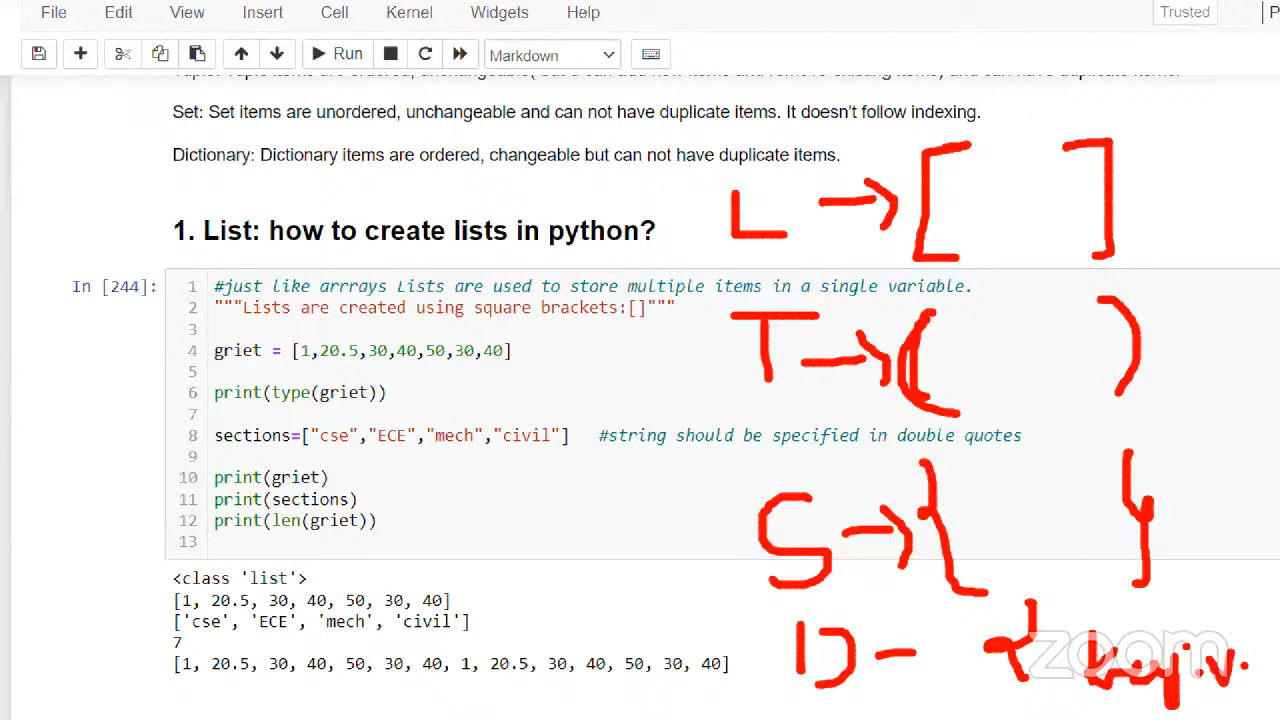 File Edit View Insert Cell Kernel Widgets Help Trusted P
Run Markdown
Set: Set items are unordered, unchangeable and can not have duplicate items. It doesn't follow indexing.
Dictionary: Dictionary items are ordered, changeable but can not have duplicate items.
L → [ ]
1. List: how to create lists in python?
In [244]:
1 #just like arrrays Lists are used to store multiple items in a single variable.
2 """Lists are created using square brackets:[]"""
3
T → ( )
4 griet = [1,20.5,30,40,50,30,40]
5
6 print(type(griet))
7
8 sections=["cse","ECE","mech","civil"] #string should be specified in double quotes
9
10 print(griet)
11 print(sections)
12 print(len(griet))
13
S → { }
<class 'list'>
[1, 20.5, 30, 40, 50, 30, 40]
['cse', 'ECE', 'mech', 'civil']
7
[1, 20.5, 30, 40, 50, 30, 40, 1, 20.5, 30, 40, 50, 30, 40]
D - { key:v.
zoom